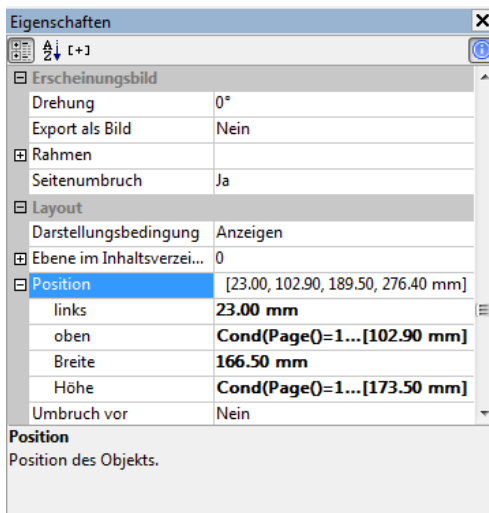 Eigenschaften
Erscheinungsbild
Drehung 0°
Export als Bild Nein
Rahmen
Seitenumbruch Ja
Layout
Darstellungsbedingung Anzeigen
Ebene im Inhaltsverzei... 0
Position [23.00, 102.90, 189.50, 276.40 mm]
links 23.00 mm
oben Cond(Page()=1...[102.90 mm]
Breite 166.50 mm
Höhe Cond(Page()=1...[173.50 mm]
Umbruch vor Nein
Position
Position des Objekts.